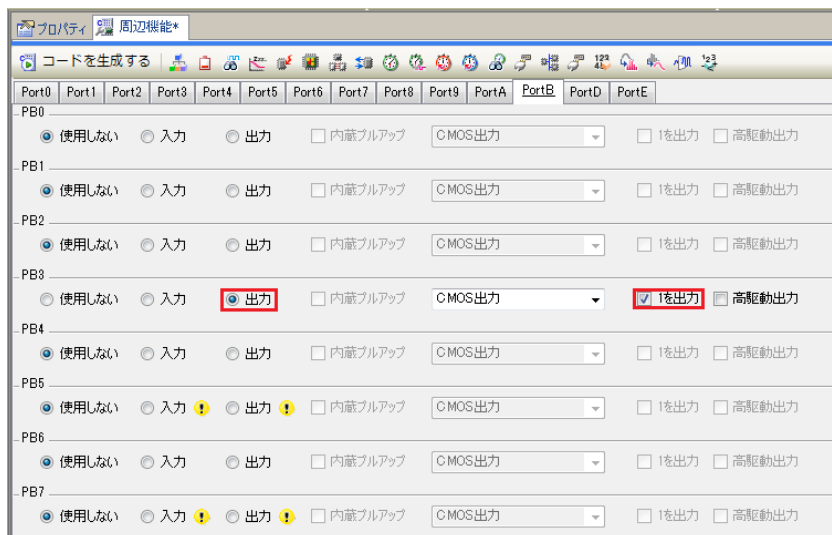 プロパティ 周辺機能*
コードを生成する
Port0 Port1 Port2 Port3 Port4 Port5 Port6 Port7 Port8 Port9 PortA PortB PortD PortE
PB0
使用しない 入力 出力 内蔵プルアップ CMOS出力 1を出力 高駆動出力
PB1
使用しない 入力 出力 内蔵プルアップ CMOS出力 1を出力 高駆動出力
PB2
使用しない 入力 出力 内蔵プルアップ CMOS出力 1を出力 高駆動出力
PB3
使用しない 入力 出力 内蔵プルアップ CMOS出力 1を出力 高駆動出力
PB4
使用しない 入力 出力 内蔵プルアップ CMOS出力 1を出力 高駆動出力
PB5
使用しない 入力 出力 内蔵プルアップ CMOS出力 1を出力 高駆動出力
PB6
使用しない 入力 出力 内蔵プルアップ CMOS出力 1を出力 高駆動出力
PB7
使用しない 入力 出力 内蔵プルアップ CMOS出力 1を出力 高駆動出力